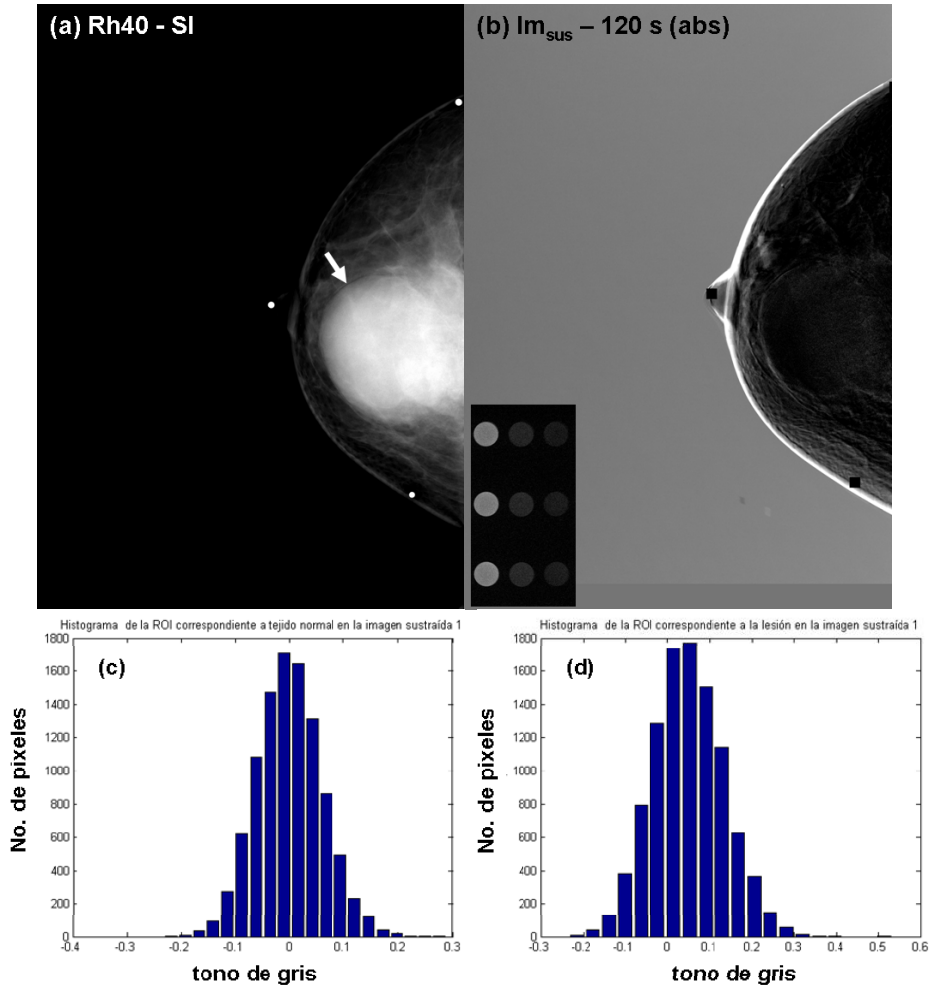 (a) Rh40 - SI
(b) Im_sus – 120 s (abs)
Histograma de la ROI correspondiente a tejido normal en la imagen sustraída 1
(c)
No. de pixeles
1800
1600
1400
1200
1000
800
600
400
200
0
-0.4 -0.3 -0.2 -0.1 0 0.1 0.2 0.3
tono de gris
Histograma de la ROI correspondiente a la lesión en la imagen sustraída 1
(d)
No. de pixeles
1800
1600
1400
1200
1000
800
600
400
200
0
-0.3 -0.2 -0.1 0 0.1 0.2 0.3 0.4 0.5 0.6
tono de gris